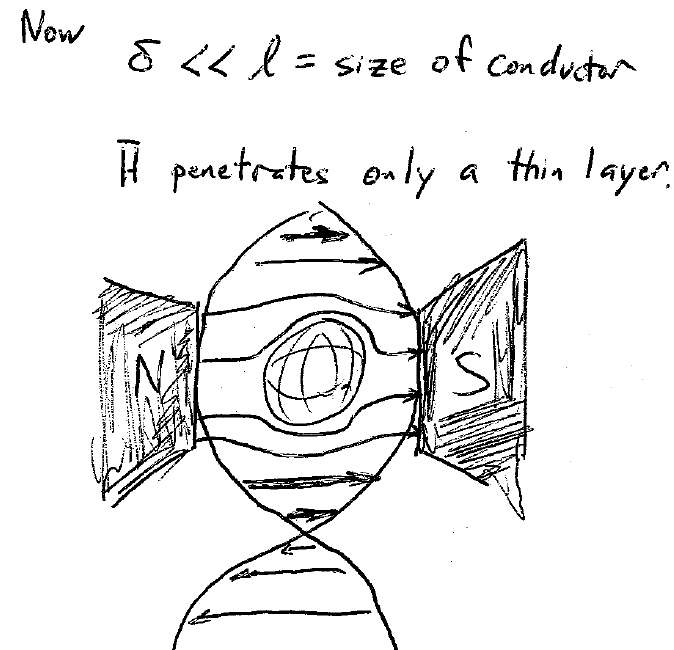 Now
δ << l = size of conductor
H̄ penetrates only a thin layer.
N
S